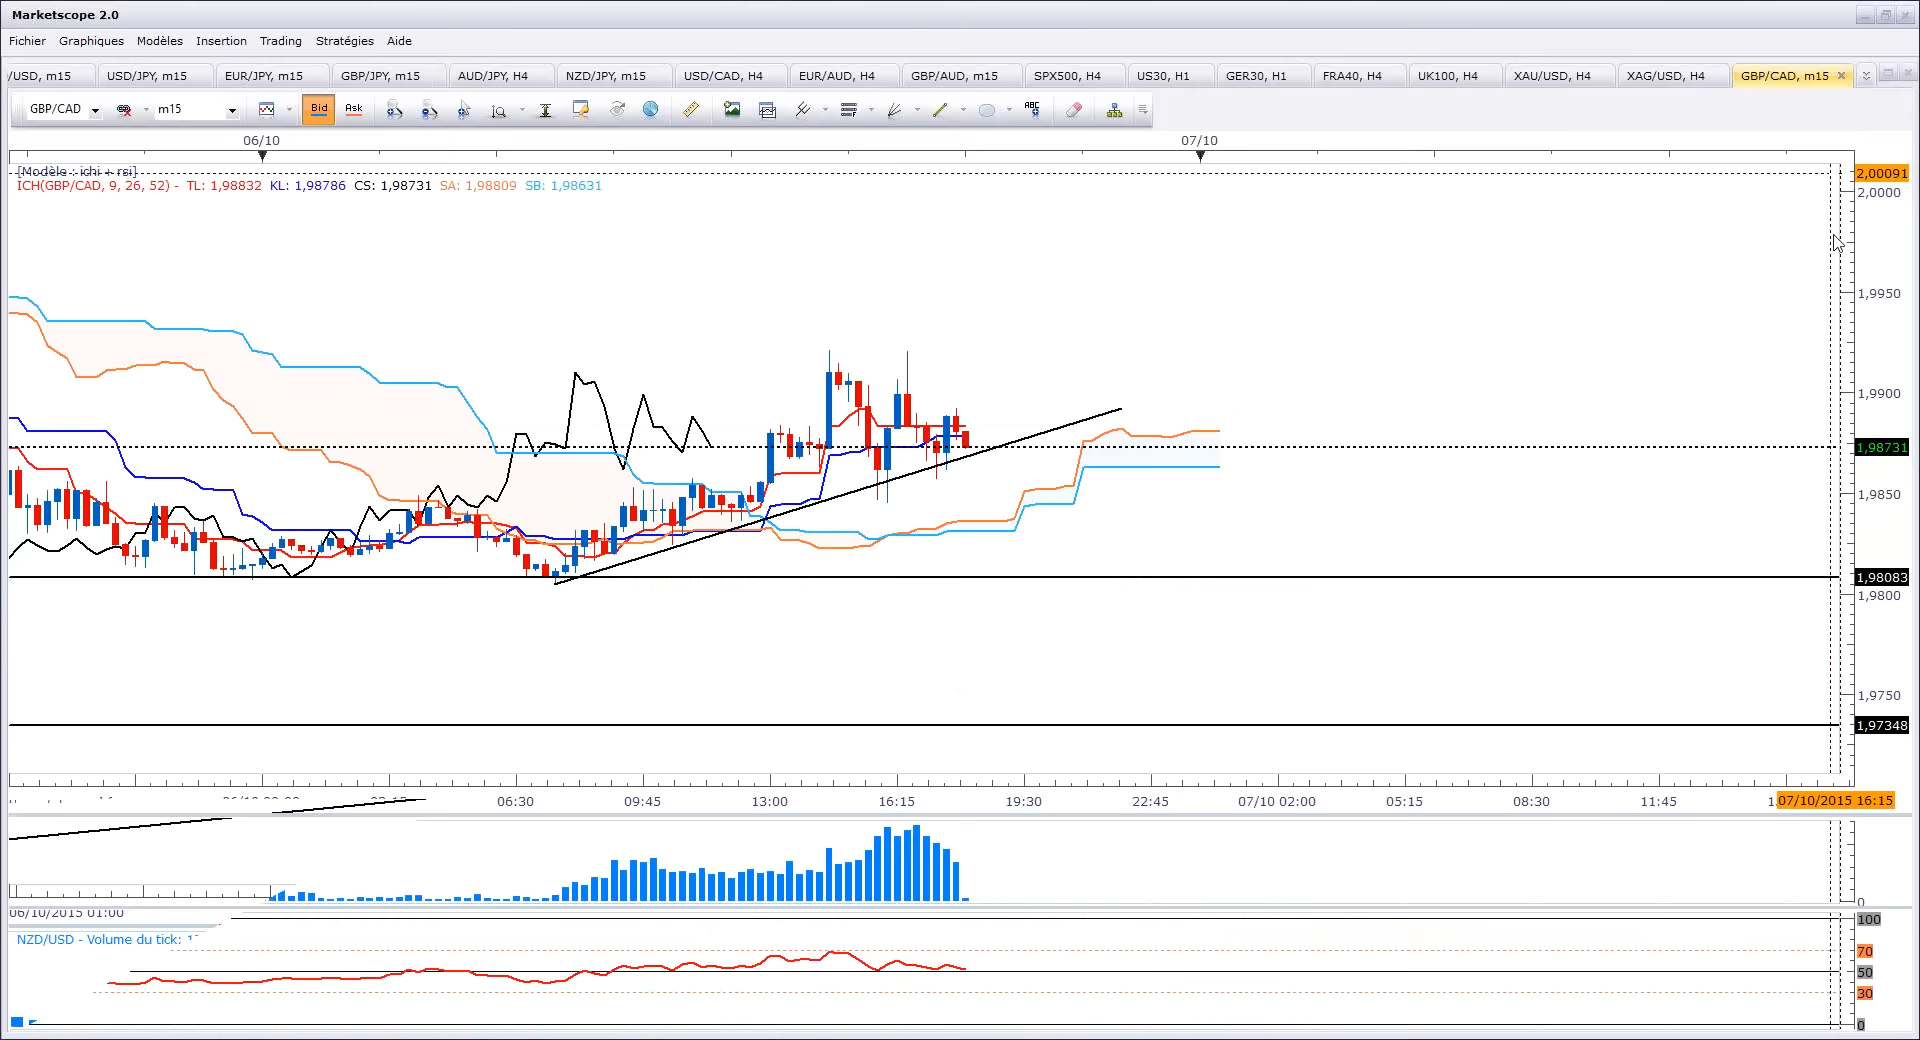 Marketscope 2.0
Fichier Graphiques Modèles Insertion Trading Stratégies Aide
/USD, m15 USD/JPY, m15 EUR/JPY, m15 GBP/JPY, m15 AUD/JPY, H4 NZD/JPY, m15 USD/CAD, H4 EUR/AUD, H4 GBP/AUD, m15 SPX500, H4 US30, H1 GER30, H1 FRA40, H4 UK100, H4 XAU/USD, H4 XAG/USD, H4 GBP/CAD, m15
GBP/CAD m15 Bid Ask ABC
06/10 07/10
[Modèle : ichi + rsi]
ICH(GBP/CAD, 9, 26, 52) - TL: 1,98832 KL: 1,98786 CS: 1,98731 SA: 1,98809 SB: 1,98631
2,00091
2,0000
1,9950
1,9900
1,98731
1,9850
1,98083
1,9800
1,9750
1,97348
06:30 09:45 13:00 16:15 19:30 22:45 07/10 02:00 05:15 08:30 11:45 07/10/2015 16:15
0
06/10/2015 01:00
100
NZD/USD - Volume du tick:
70
50
30
0